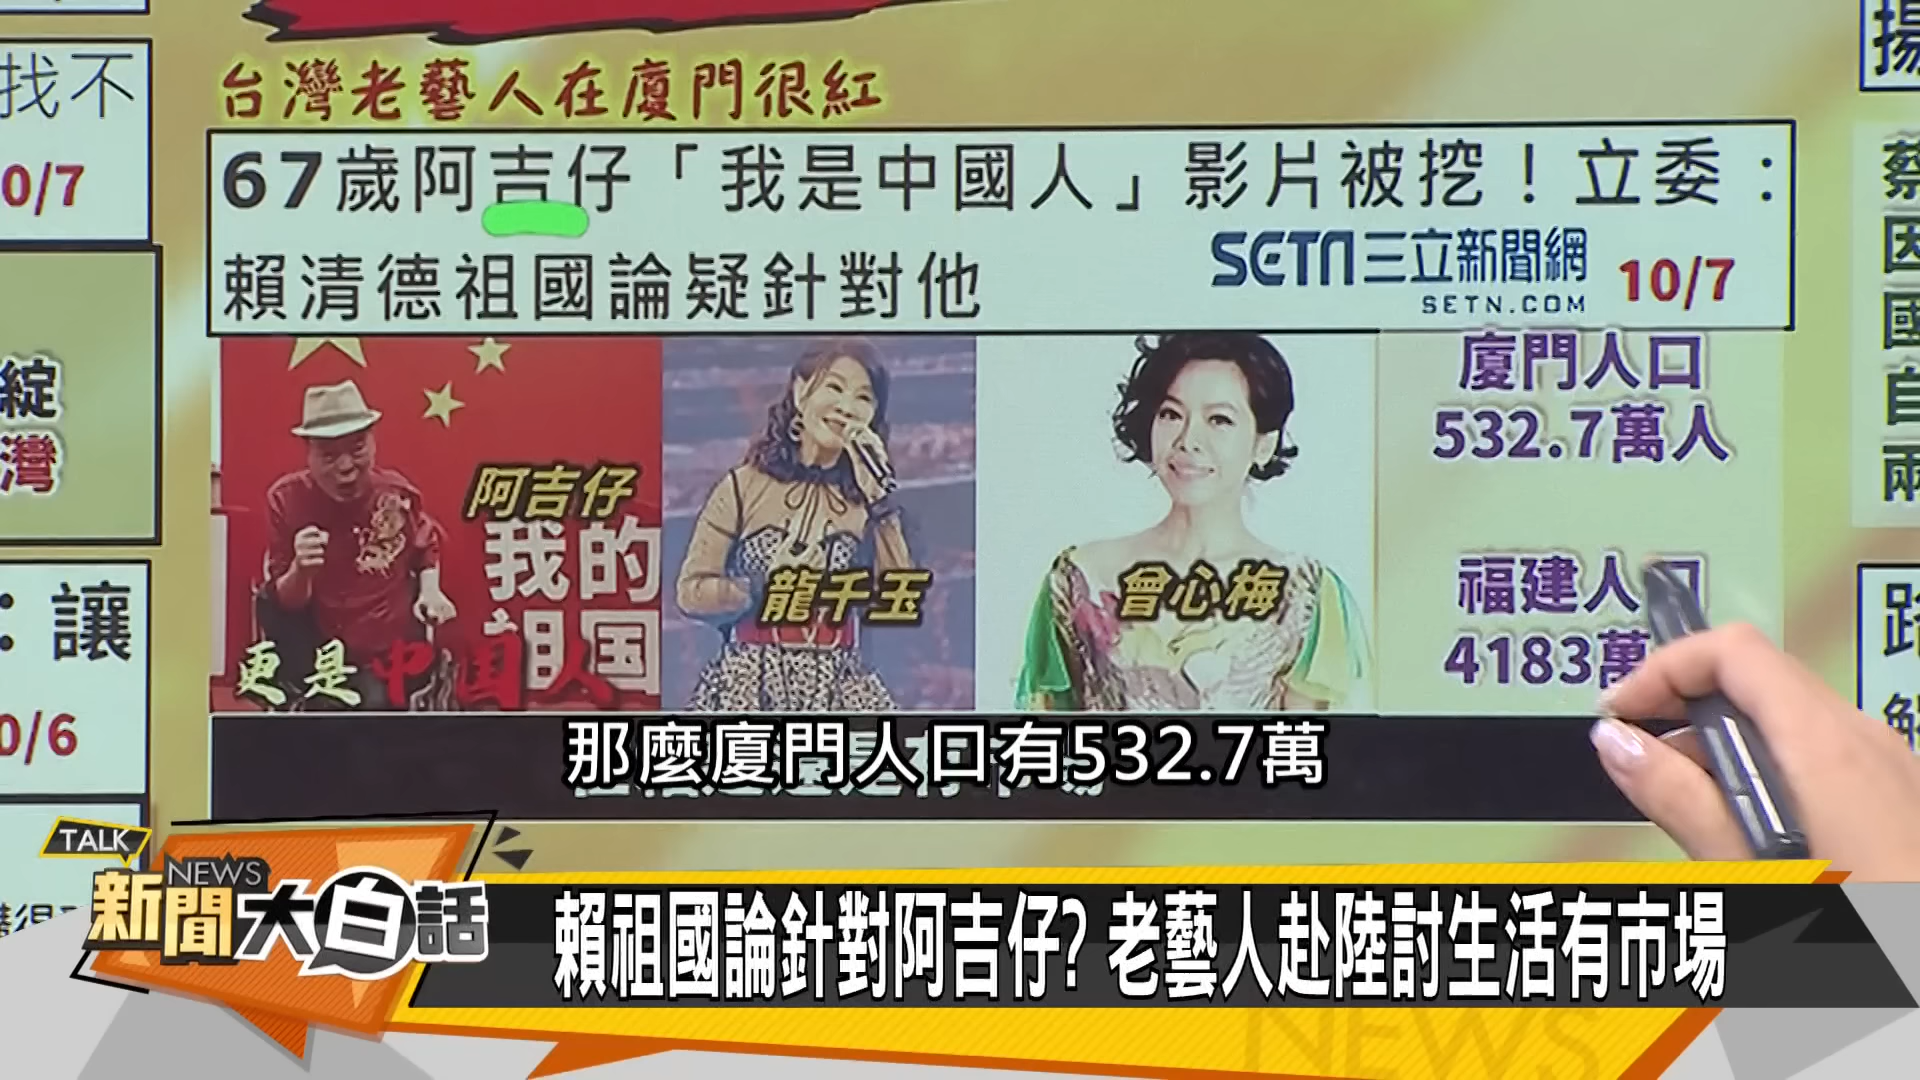 台灣老藝人在廈門很紅
67歲阿吉仔「我是中國人」影片被挖！立委：
賴清德祖國論疑針對他
SETN三立新聞網
SETN.COM
10/7
找不
0/7
綻
灣
：讓
0/6
阿吉仔
我的
祖国
更是中国人
龍千玉
曾心梅
廈門人口
532.7萬人
福建人口
4183萬
揚
蔡
因
國
自
兩
那麼廈門人口有532.7萬
TALK
NEWS
新聞大白話
賴祖國論針對阿吉仔? 老藝人赴陸討生活有市場
NEWS